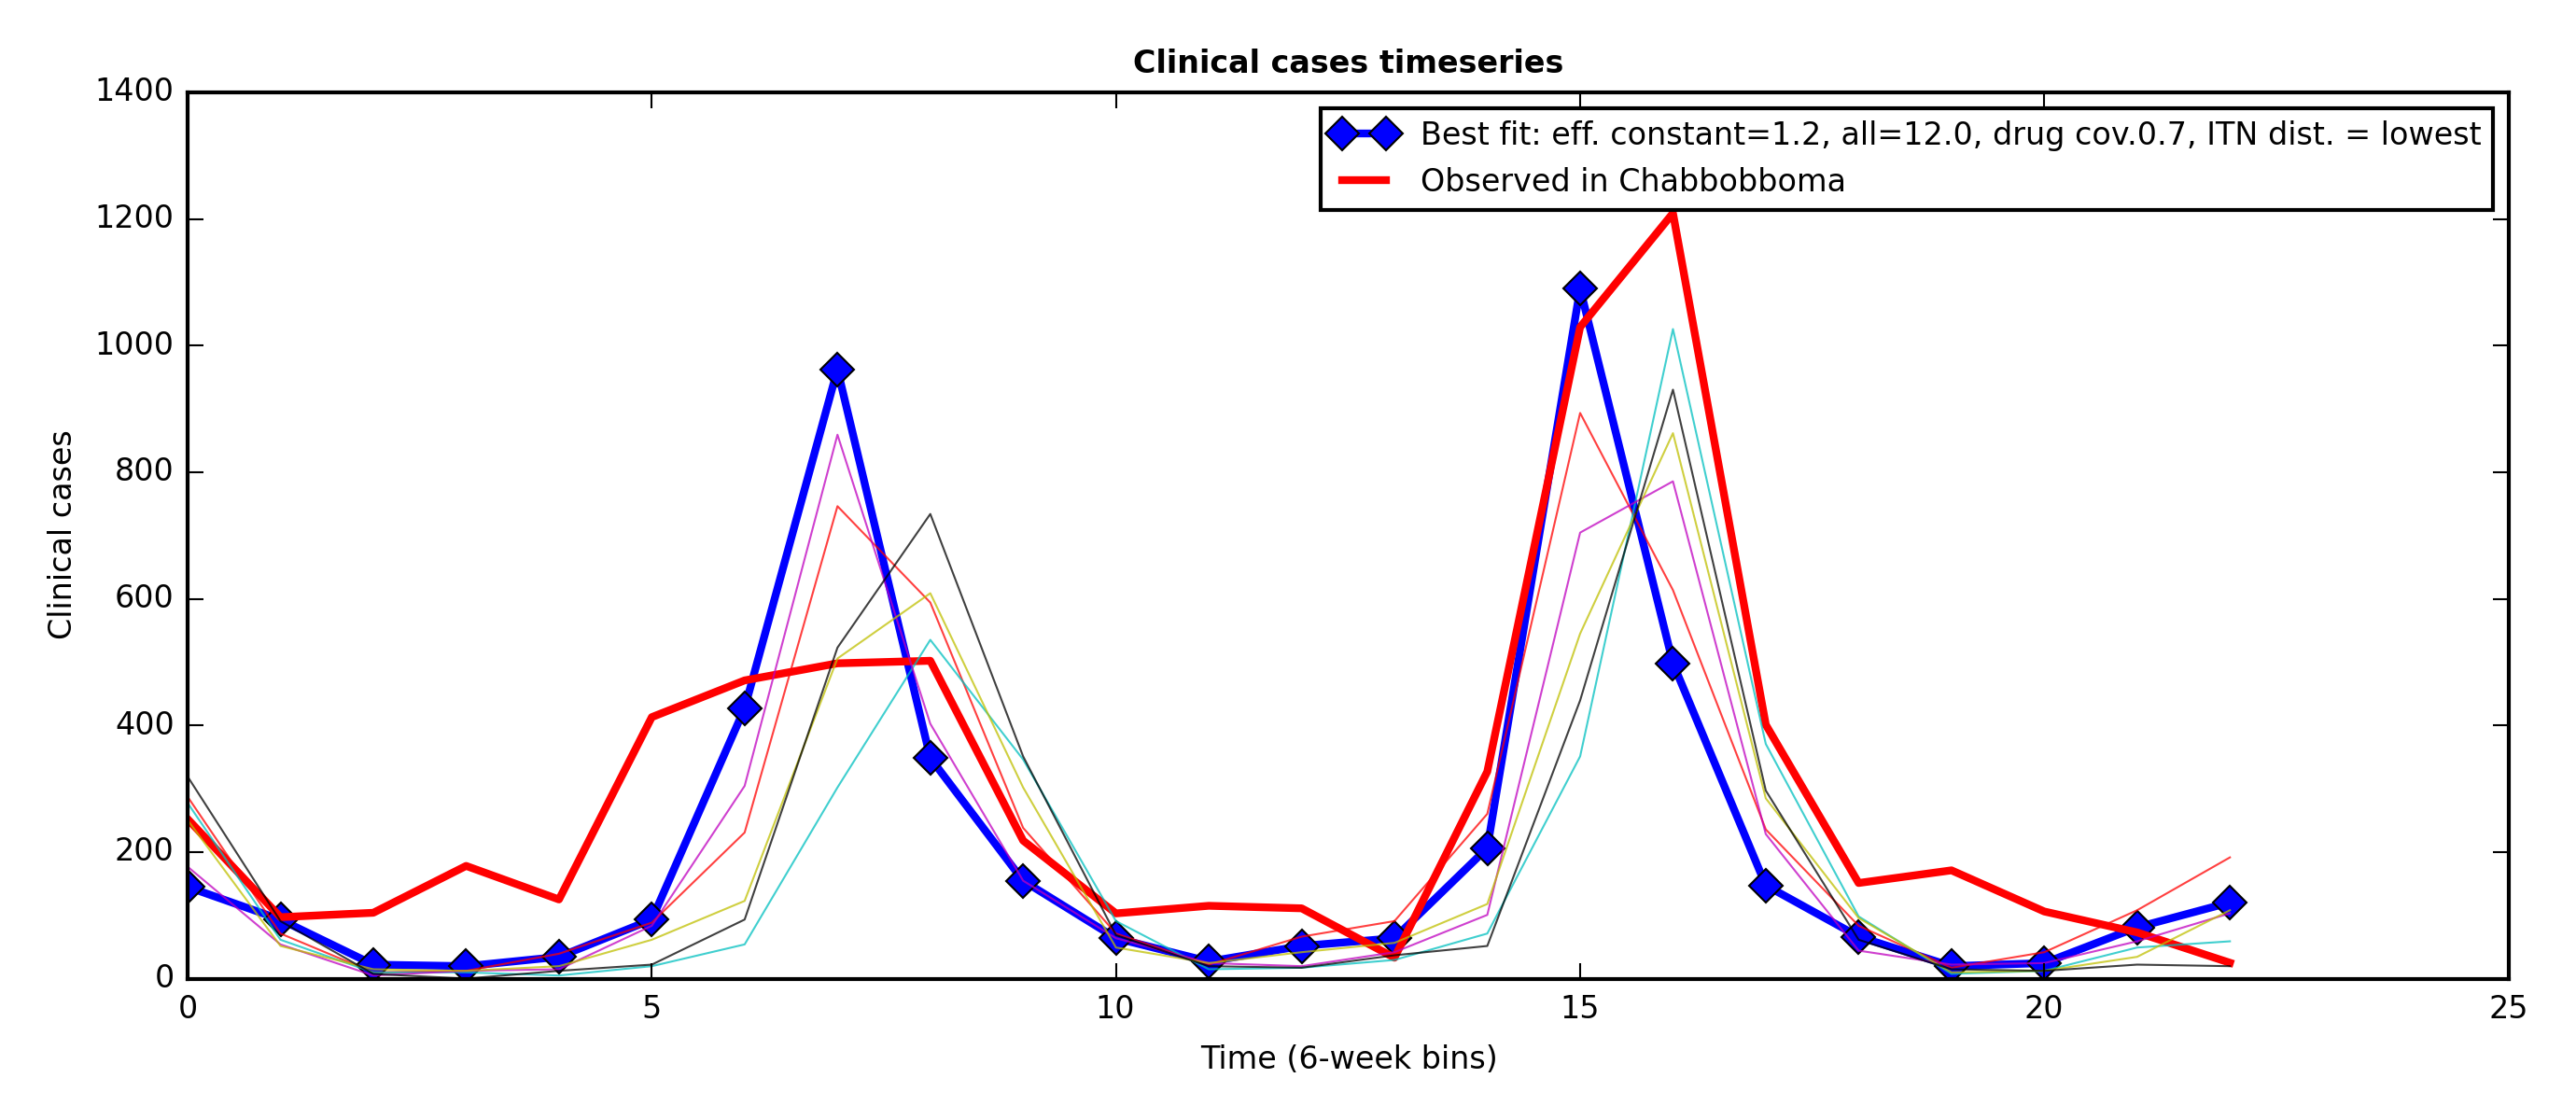 Clinical cases timeseries
1400
1200
1000
800
600
400
200
0
Clinical cases
Best fit: eff. constant=1.2, all=12.0, drug cov.0.7, ITN dist. = lowest
Observed in Chabbobboma
0 5 10 15 20 25
Time (6-week bins)